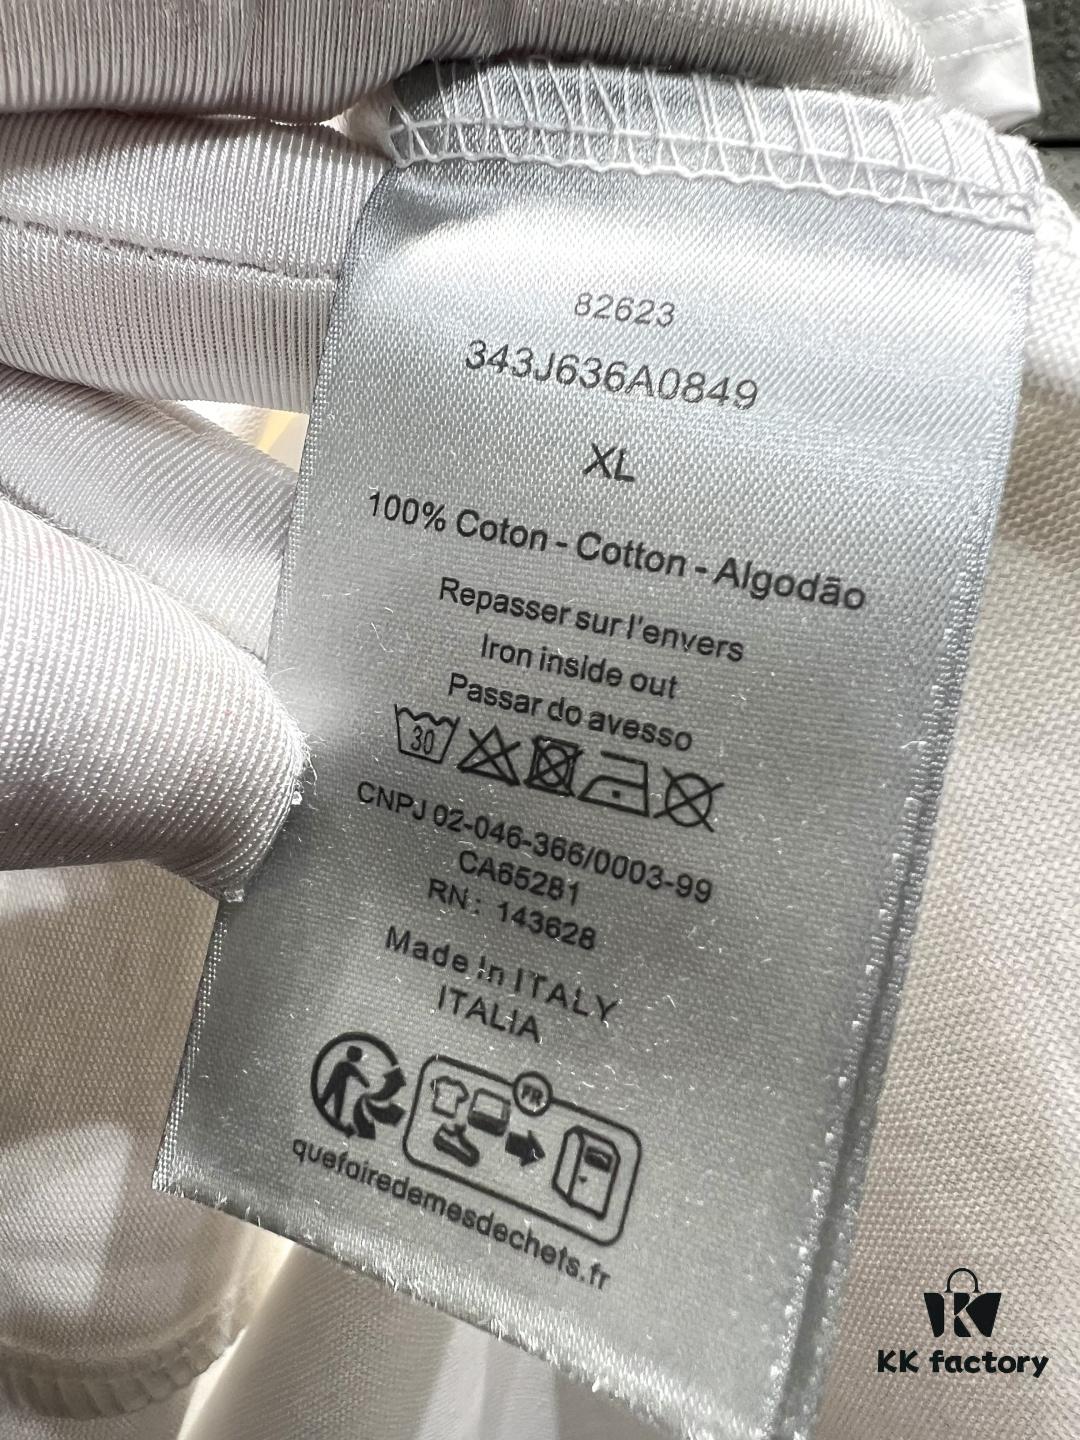 82623
343J636A0849
XL
100% Coton - Cotton - Algodão
Repasser sur l'envers
Iron inside out
Passar do avesso
30
CNPJ 02-046-366/0003-99
CA65281
RN: 143628
Made in ITALY
ITALIA
FR
quefairedemesdechets.fr
K
KK factory